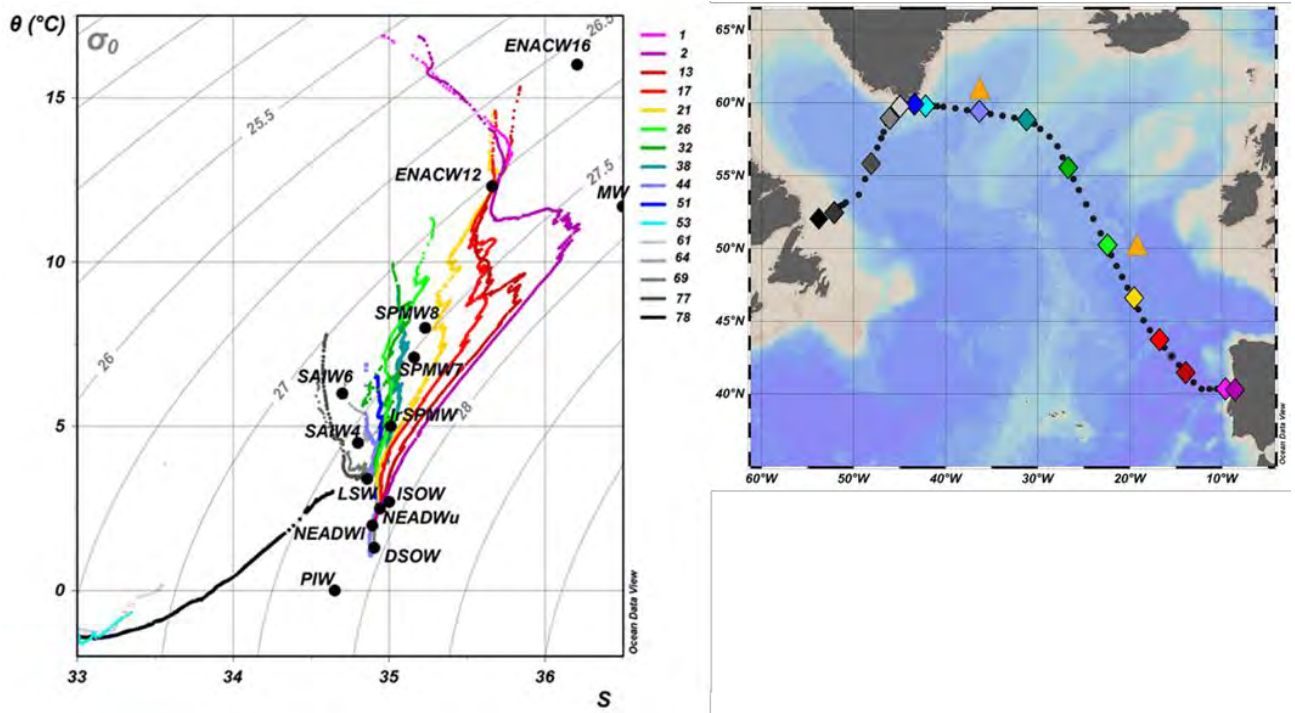 θ (°C)
σ0
26.5
ENACW16
15
25.5
ENACW12
27.5
MW
10
SPMW8
SPMW7
26
SAIW6
27
IrSPMW
28
5
SAIW4
LSW
ISOW
NEADWu
NEADWl
DSOW
PIW
0
33
34
35
36
S
Ocean Data View
1
2
13
17
21
26
32
38
44
51
53
61
64
69
77
78
65°N
60°N
55°N
50°N
45°N
40°N
60°W
50°W
40°W
30°W
20°W
10°W
Ocean Data View